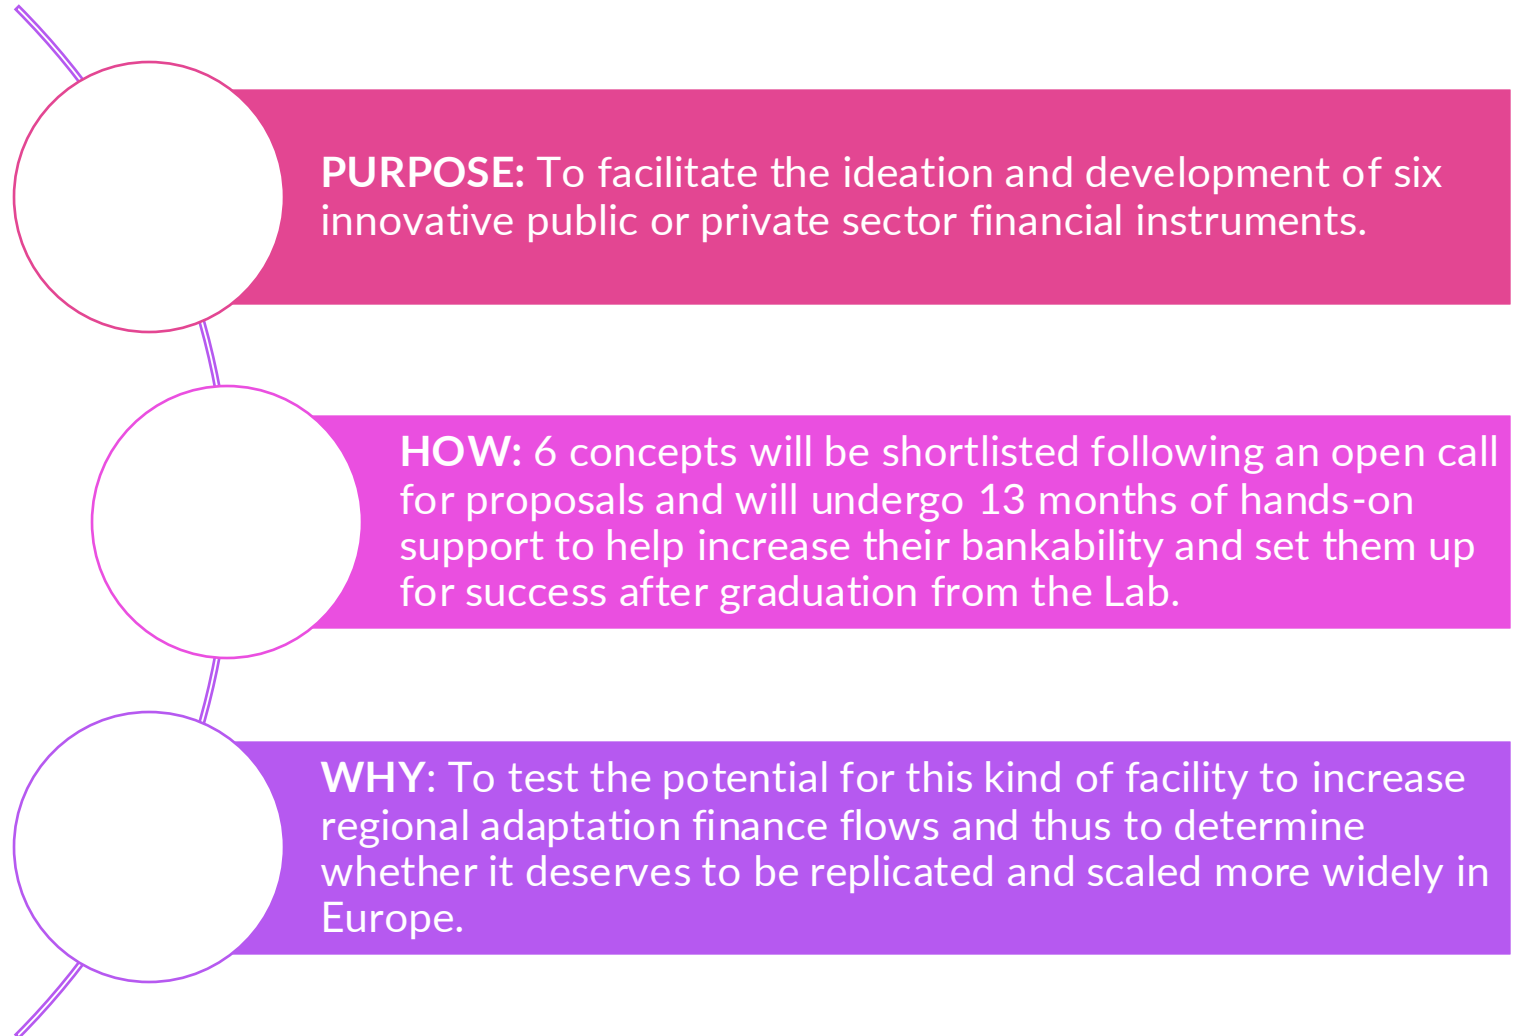 PURPOSE: To facilitate the ideation and development of six
innovative public or private sector financial instruments.
HOW: 6 concepts will be shortlisted following an open call
for proposals and will undergo 13 months of hands-on
support to help increase their bankability and set them up
for success after graduation from the Lab.
WHY: To test the potential for this kind of facility to increase
regional adaptation finance flows and thus to determine
whether it deserves to be replicated and scaled more widely in
Europe.